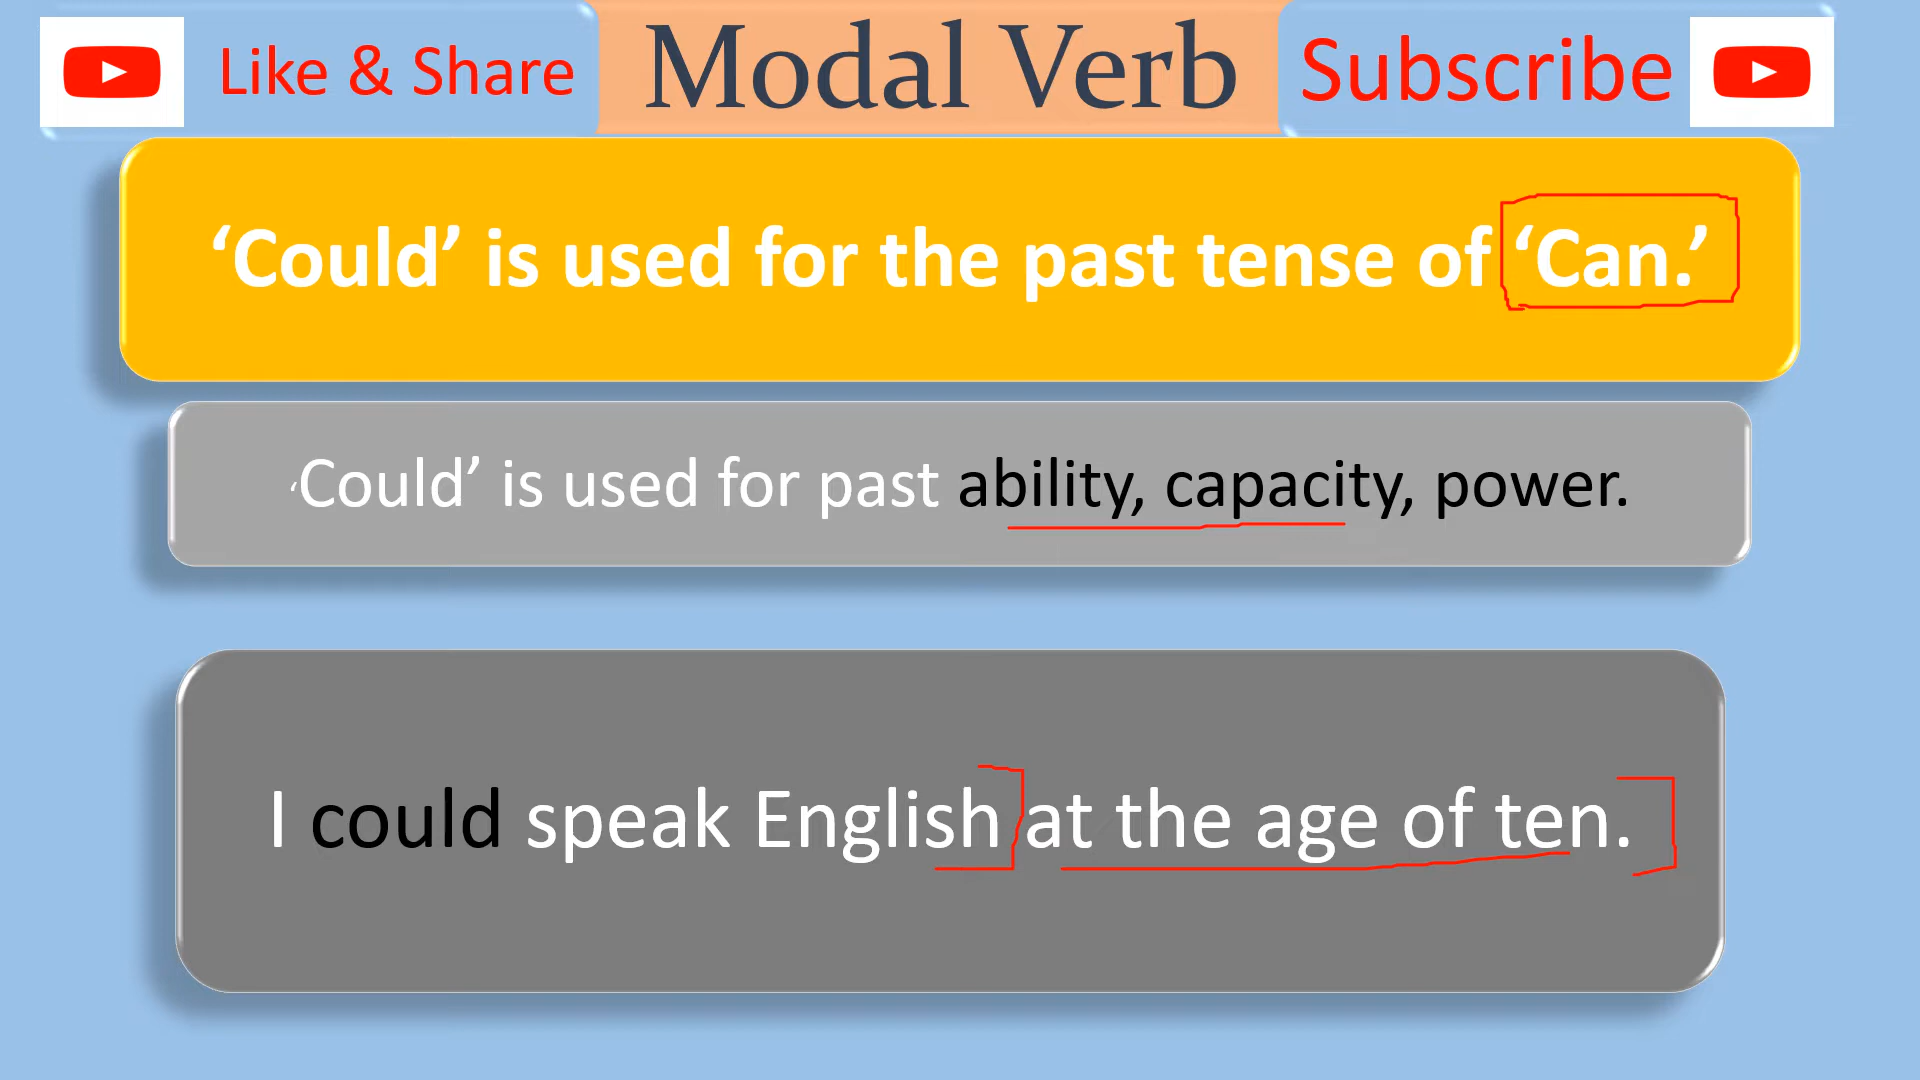 Like & Share
Modal Verb
Subscribe
‘Could’ is used for the past tense of ‘Can.’
‘Could’ is used for past ability, capacity, power.
I could speak English at the age of ten.